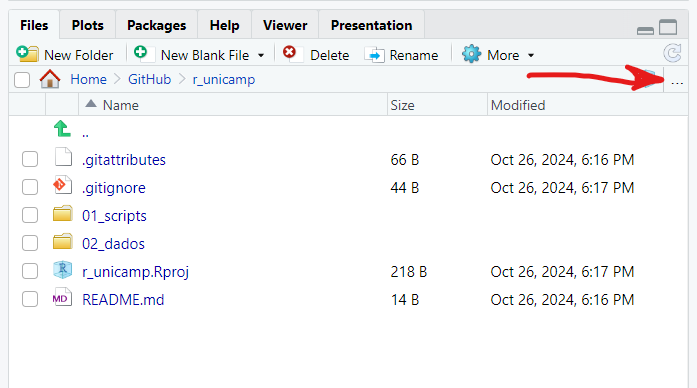 Files Plots Packages Help Viewer Presentation
New Folder New Blank File Delete Rename More
Home GitHub r_unicamp ...
Name Size Modified
..
.gitattributes 66 B Oct 26, 2024, 6:16 PM
.gitignore 44 B Oct 26, 2024, 6:17 PM
01_scripts
02_dados
r_unicamp.Rproj 218 B Oct 26, 2024, 6:17 PM
README.md 14 B Oct 26, 2024, 6:16 PM